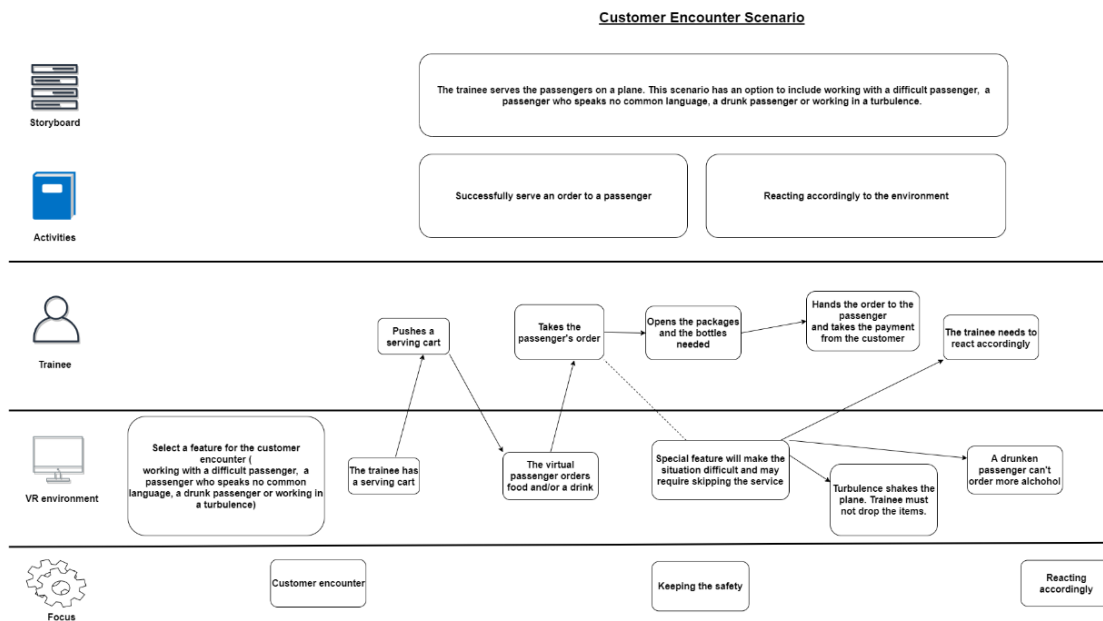 Customer Encounter Scenario
Storyboard
The trainee serves the passengers on a plane. This scenario has an option to include working with a difficult passenger, a
passenger who speaks no common language, a drunk passenger or working in a turbulence.
Activities
Successfully serve an order to a passenger
Reacting accordingly to the environment
Trainee
Pushes a
serving cart
Takes the
passenger's order
Opens the packages
and the bottles
needed
Hands the order to the
passenger
and takes the payment
from the customer
The trainee needs to
react accordingly
VR environment
Select a feature for the customer
encounter (
working with a difficult passenger, a
passenger who speaks no common
language, a drunk passenger or working in
a turbulence)
The trainee has
a serving cart
The virtual
passenger orders
food and/or a drink
Special feature will make the
situation difficult and may
require skipping the service
Turbulence shakes the
plane. Trainee must
not drop the items.
A drunken
passenger can't
order more alchohol
Focus
Customer encounter
Keeping the safety
Reacting
accordingly